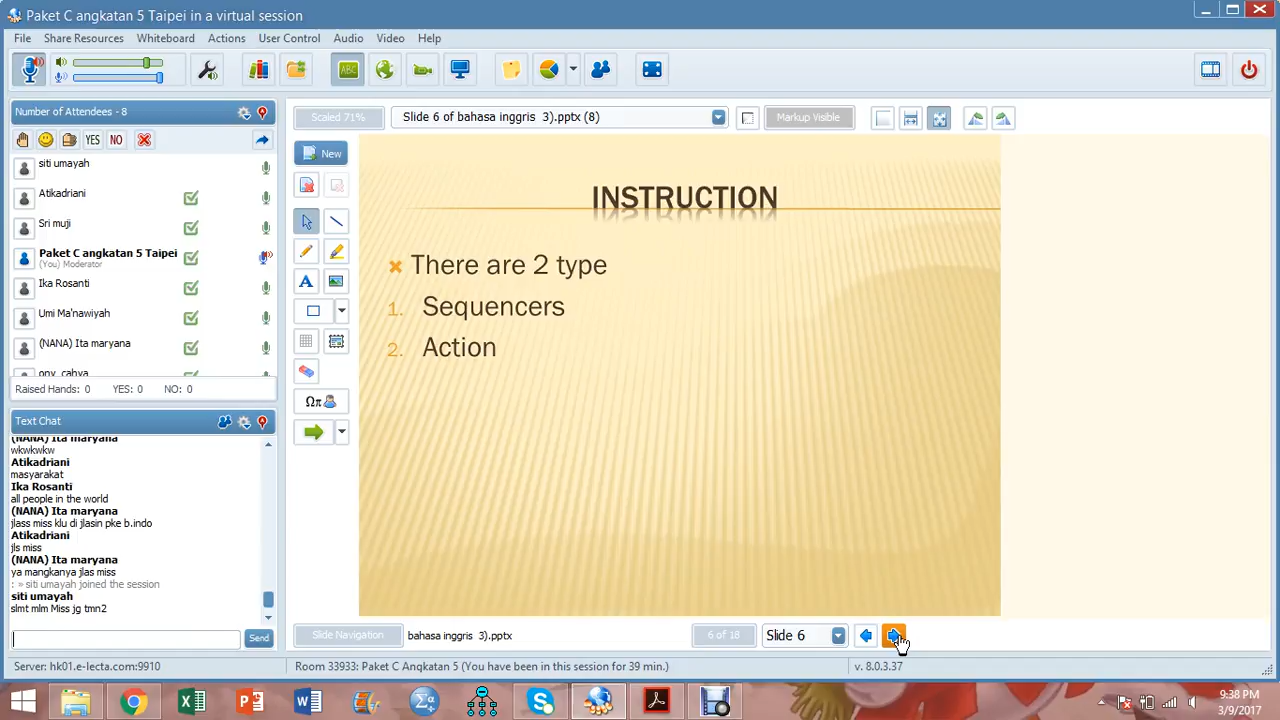 Paket C angkatan 5 Taipei in a virtual session
File Share Resources Whiteboard Actions User Control Audio Video Help
ABC
Number of Attendees - 8
YES NO
siti umayah
Atikadriani
Sri muji
Paket C angkatan 5 Taipei
(You) Moderator
Ika Rosanti
Umi Ma'nawiyah
(NANA) Ita maryana
Raised Hands: 0 YES: 0 NO: 0
Text Chat
(NANA) Ita maryana
wkwkwkw
Atikadriani
masyarakat
Ika Rosanti
all people in the world
(NANA) Ita maryana
jlass miss klu di jlasin pke b.indo
Atikadriani
jls miss
(NANA) Ita maryana
ya mangkanya jlas miss
: » siti umayah joined the session
siti umayah
slmt mlm Miss jg tmn2
Send
Scaled 71%
Slide 6 of bahasa inggris 3).pptx (8)
Markup Visible
New
A
Ωπ
INSTRUCTION
There are 2 type
1. Sequencers
2. Action
Slide Navigation
bahasa inggris 3).pptx
6 of 18
Slide 6
Server: hk01.e-lecta.com:9910
Room 33933: Paket C Angkatan 5 (You have been in this session for 39 min.)
v. 8.0.3.37
9:38 PM
3/9/2017